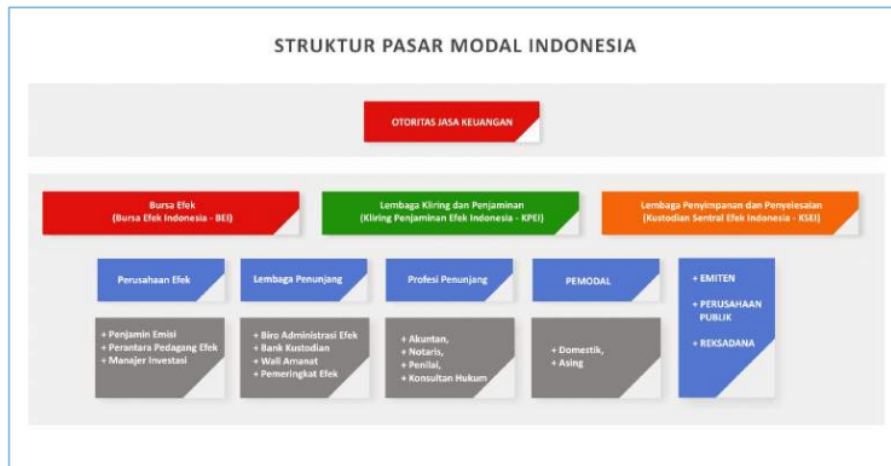 STRUKTUR PASAR MODAL INDONESIA
OTORITAS JASA KEUANGAN
Bursa Efek
(Bursa Efek Indonesia - BEI)
Lembaga Kliring dan Penjaminan
(Kliring Penjaminan Efek Indonesia - KPEI)
Lembaga Penyimpanan dan Penyelesaian
(Kustodian Sentral Efek Indonesia - KSEI)
Perusahaan Efek
Lembaga Penunjang
Profesi Penunjang
PEMODAL
+ EMITEN
+ PERUSAHAAN
PUBLIK
+ REKSADANA
+ Penjamin Emisi
+ Perantara Pedagang Efek
+ Manajer Investasi
+ Biro Administrasi Efek
+ Bank Kustodian
+ Wali Amanat
+ Pemeringkat Efek
+ Akuntan,
+ Notaris,
+ Penilai,
+ Konsultan Hukum
+ Domestik,
+ Asing